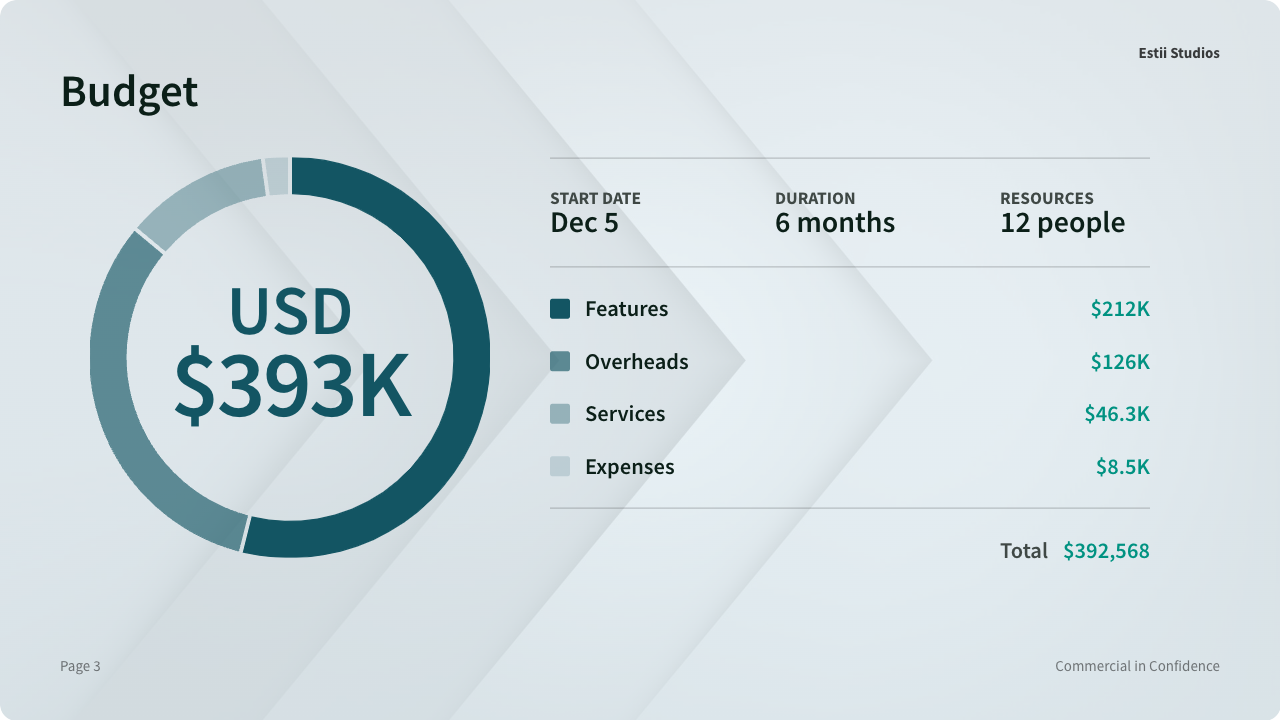 Estii Studios
Budget
USD
$393K
START DATE
Dec 5
DURATION
6 months
RESOURCES
12 people
Features $212K
Overheads $126K
Services $46.3K
Expenses $8.5K
Total $392,568
Page 3
Commercial in Confidence